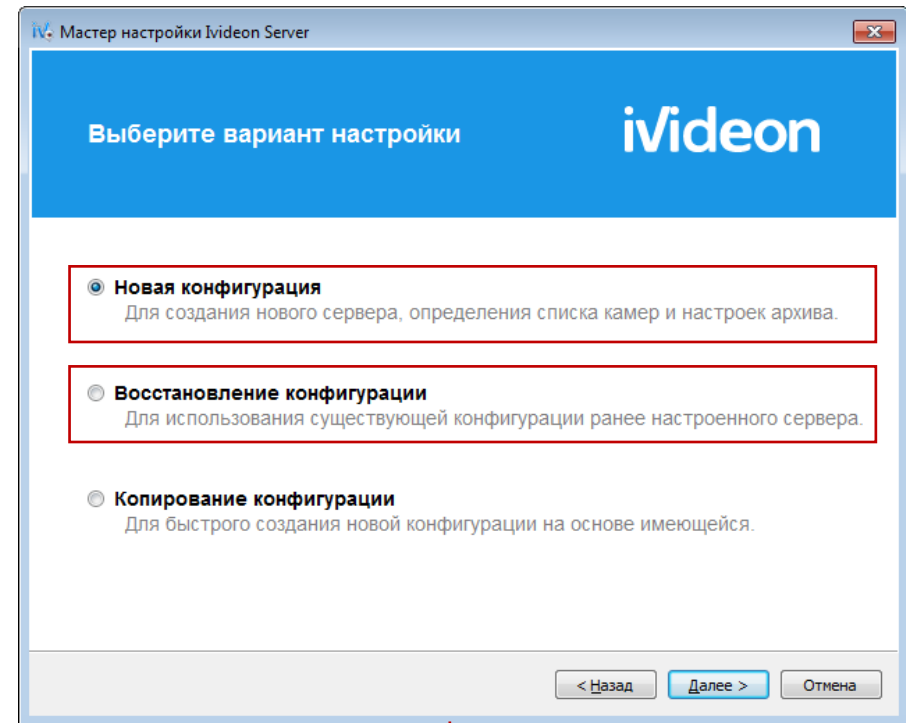 Мастер настройки Ivideon Server
Выберите вариант настройки
iVideon
Новая конфигурация
Для создания нового сервера, определения списка камер и настроек архива.
Восстановление конфигурации
Для использования существующей конфигурации ранее настроенного сервера.
Копирование конфигурации
Для быстрого создания новой конфигурации на основе имеющейся.
< Назад Далее > Отмена